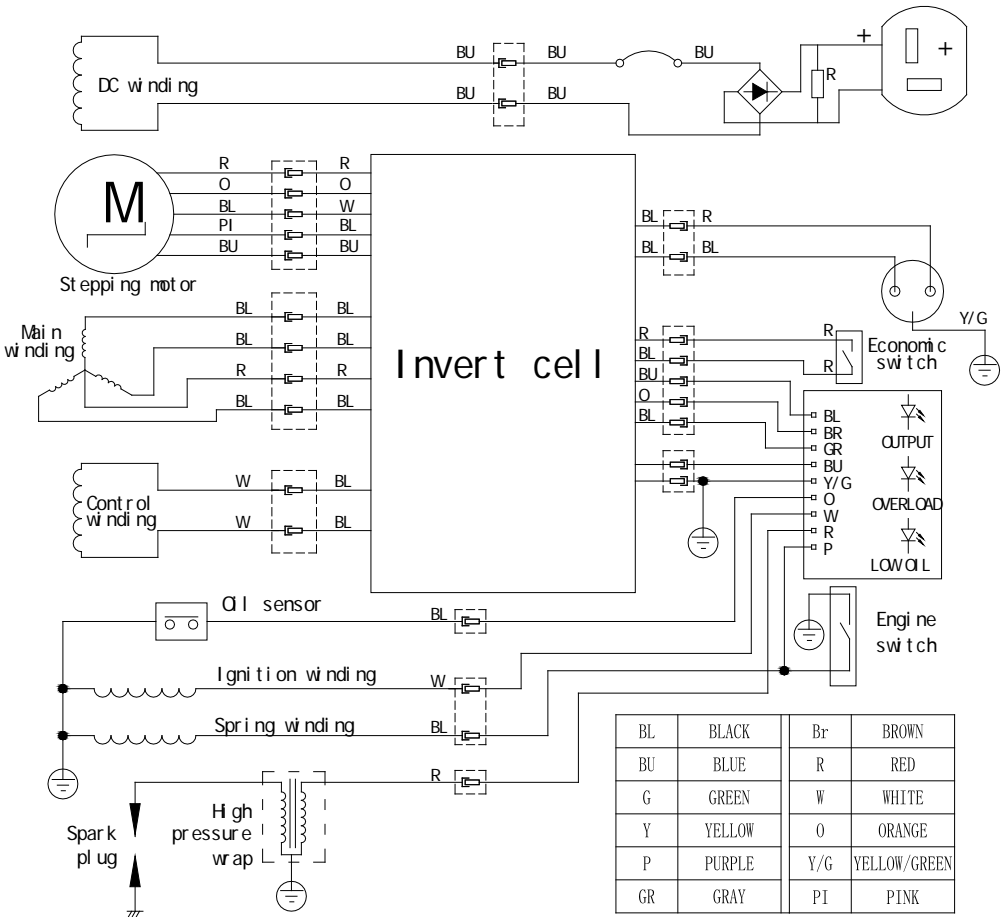 DC winding
BU BU BU
BU BU
R
+
+
M
Stepping motor
R R
O O
BL W
PI BL
BU BU
Main
winding
BL BL
BL BL
R R
BL BL
Control
winding
W BL
W BL
Invert cell
BL R
BL BL
Y/G
R
BL
BU
O
BL
R
R
Economic
switch
BL
BR
GR
BU
Y/G
O
W
R
P
OUTPUT
OVERLOAD
LOW OIL
Engine
switch
Oil sensor
BL
Ignition winding
W
Spring winding
BL
R
Spark
plug
High
pressure
wrap
BL BLACK Br BROWN
BU BLUE R RED
G GREEN W WHITE
Y YELLOW O ORANGE
P PURPLE Y/G YELLOW/GREEN
GR GRAY PI PINK